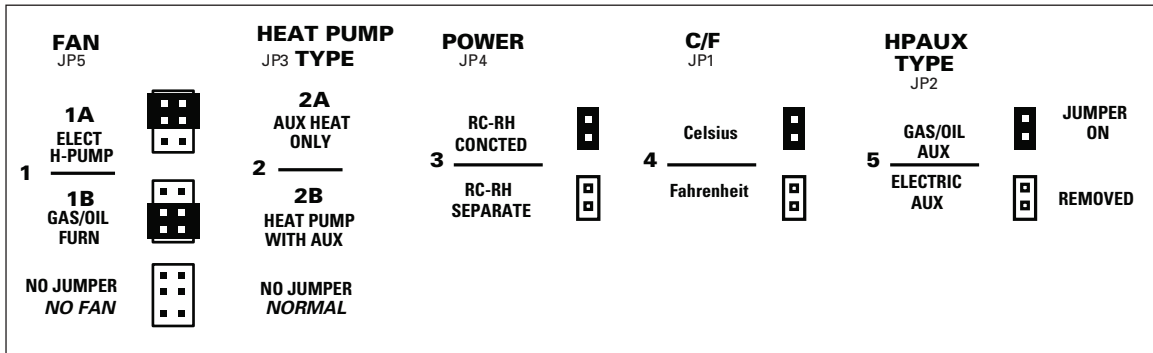 FAN
JP5
1A
ELECT
H-PUMP
1
1B
GAS/OIL
FURN
NO JUMPER
NO FAN
HEAT PUMP
JP3 TYPE
2A
AUX HEAT
ONLY
2
2B
HEAT PUMP
WITH AUX
NO JUMPER
NORMAL
POWER
JP4
RC-RH
CONCTED
3
RC-RH
SEPARATE
C/F
JP1
Celsius
4
Fahrenheit
HPAUX
TYPE
JP2
GAS/OIL
AUX
5
ELECTRIC
AUX
JUMPER
ON
REMOVED